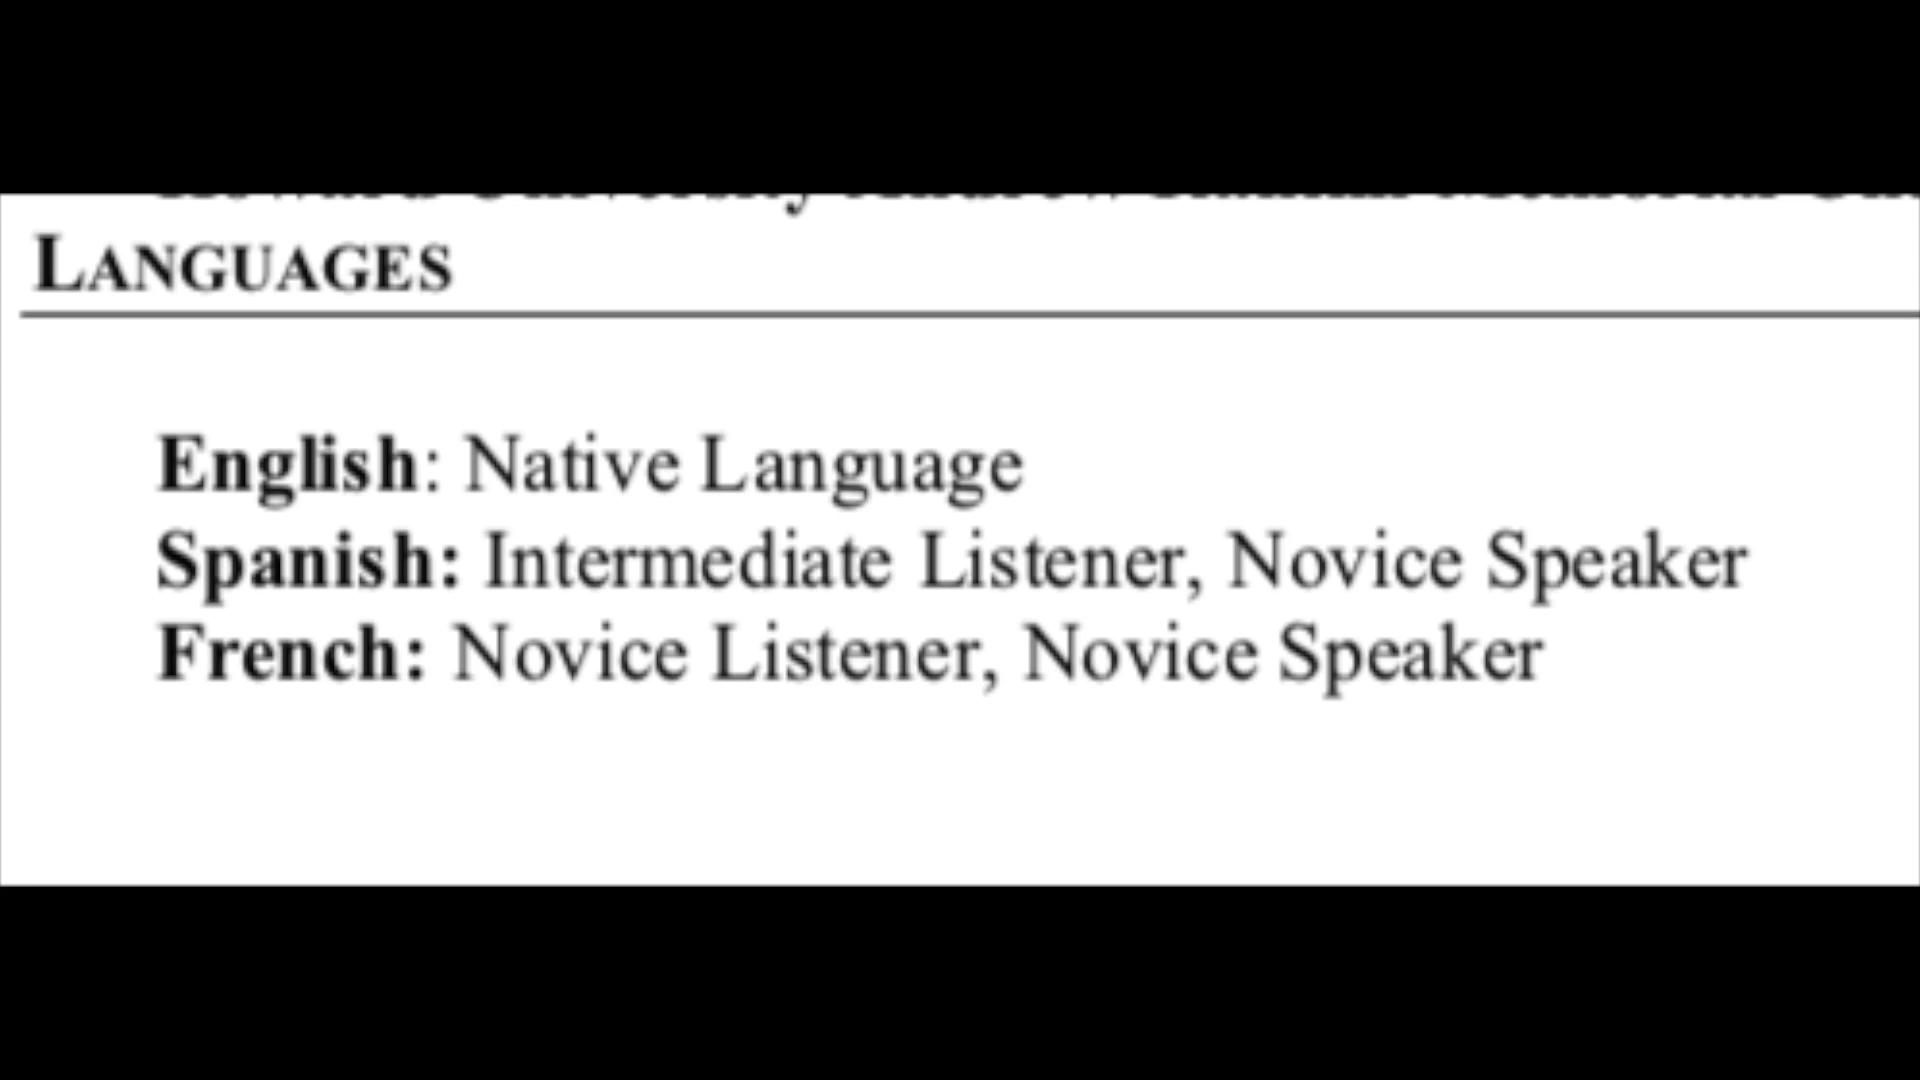 LANGUAGES
English: Native Language
Spanish: Intermediate Listener, Novice Speaker
French: Novice Listener, Novice Speaker